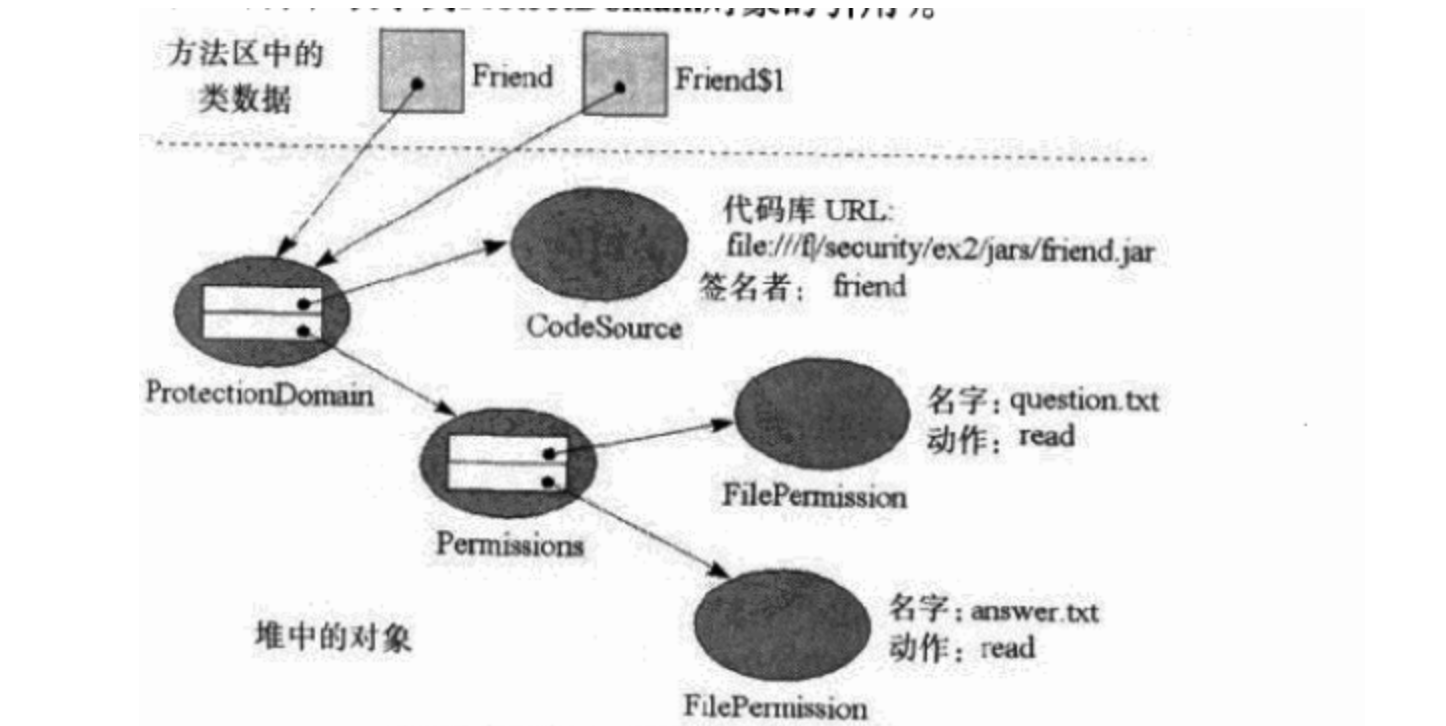 方法区中的
类数据
Friend
Friend$1
代码库 URL:
file:///f|/security/ex2/jars/friend.jar
签名者： friend
CodeSource
ProtectionDomain
名字：question.txt
动作：read
FilePermission
Permissions
名字：answer.txt
动作：read
堆中的对象
FilePermission